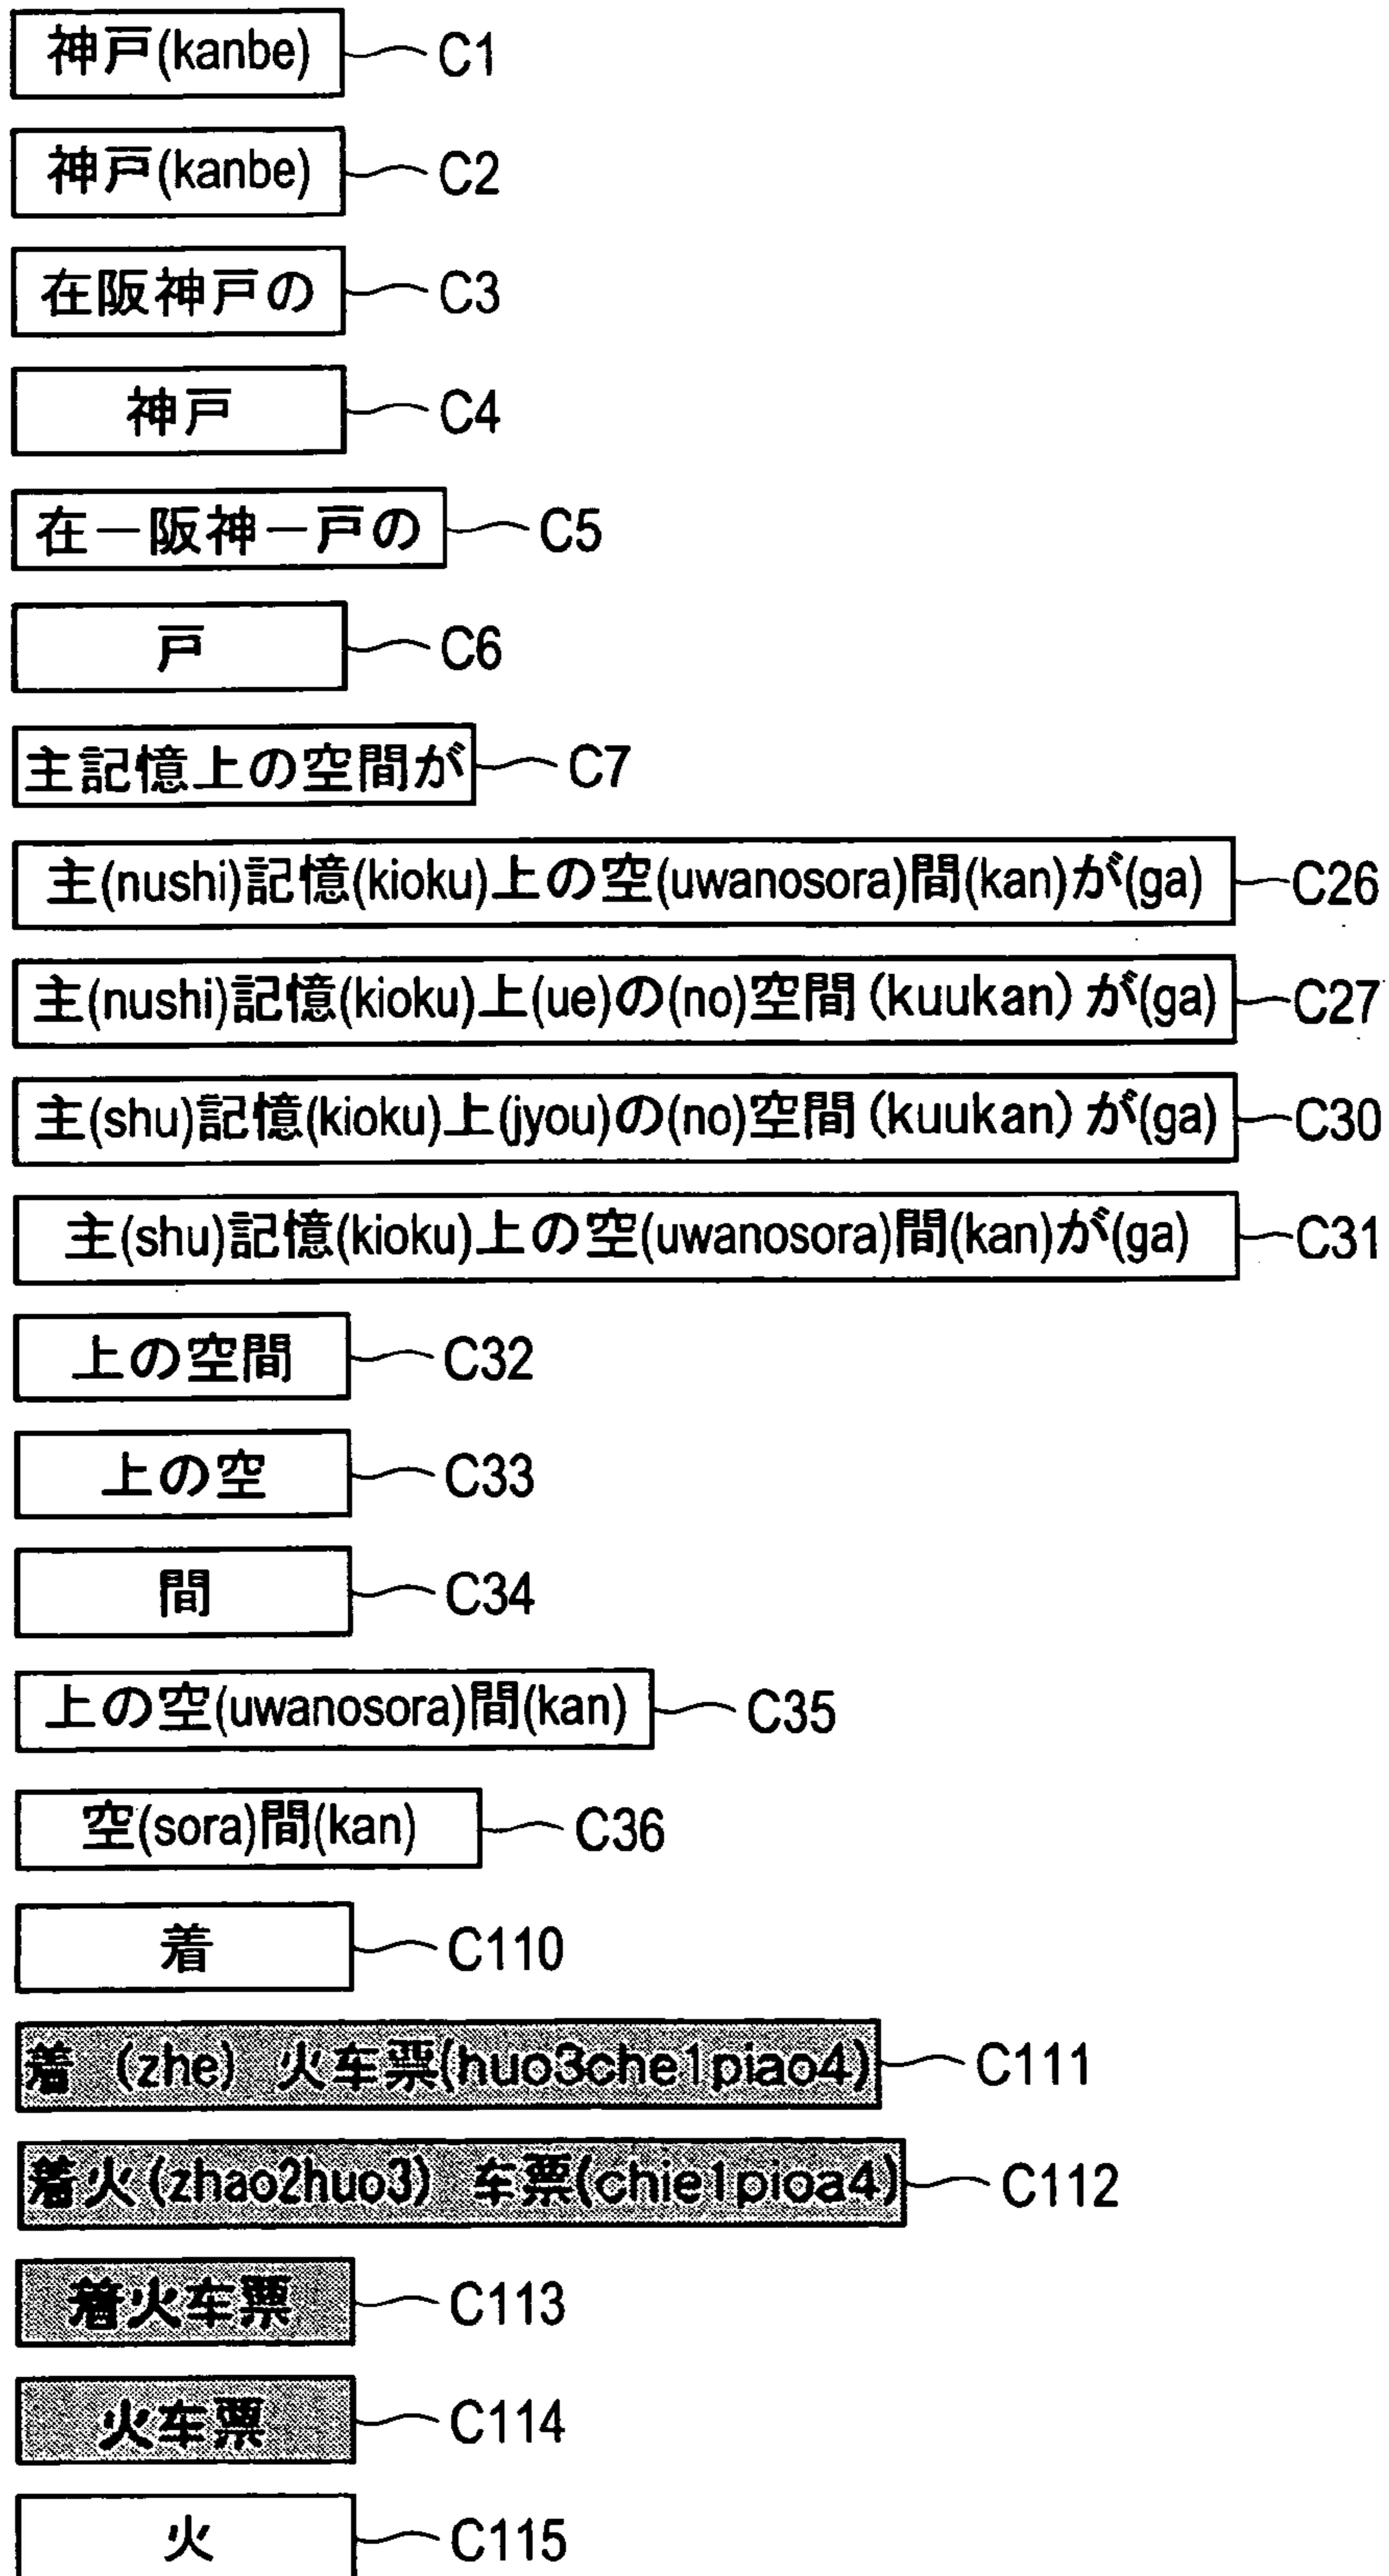 神戸(kanbe) C1
神戸(kanbe) C2
在阪神戸の C3
神戸 C4
在－阪神－戸の C5
戸 C6
主記憶上の空間が C7
主(nushi)記憶(kioku)上の空(uwanosora)間(kan)が(ga) C26
主(nushi)記憶(kioku)上(ue)の(no)空間(kuukan)が(ga) C27
主(shu)記憶(kioku)上(jyou)の(no)空間(kuukan)が(ga) C30
主(shu)記憶(kioku)上の空(uwanosora)間(kan)が(ga) C31
上の空間 C32
上の空 C33
間 C34
上の空(uwanosora)間(kan) C35
空(sora)間(kan) C36
着 C110
着 (zhe) 火车票(huo3che1piao4) C111
着火(zhao2huo3) 车票(chie1pioa4) C112
着火车票 C113
火车票 C114
火 C115